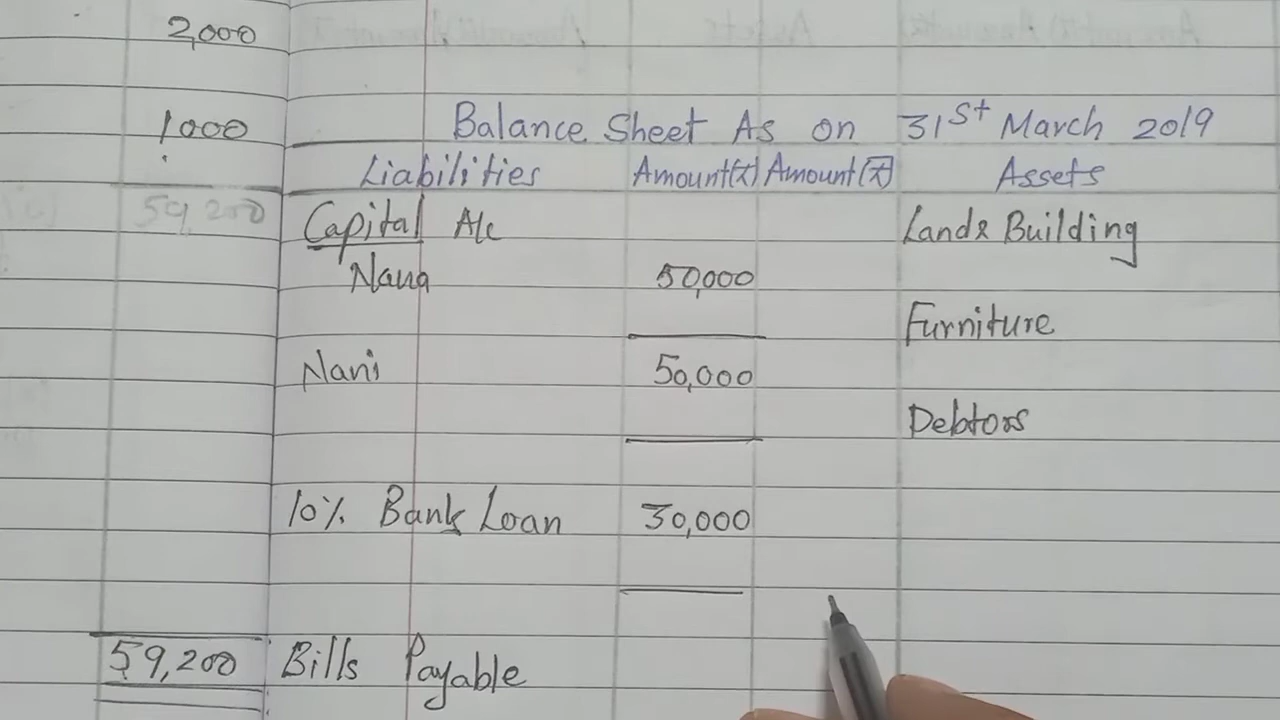 2,000
1000
Balance Sheet As on 31st March 2019
Liabilities Amount(₹) Amount(₹) Assets
59,200 Capital A/c Land & Building
Nana 50,000
Furniture
Nani 50,000
Debtors
10% Bank Loan 30,000
59,200 Bills Payable